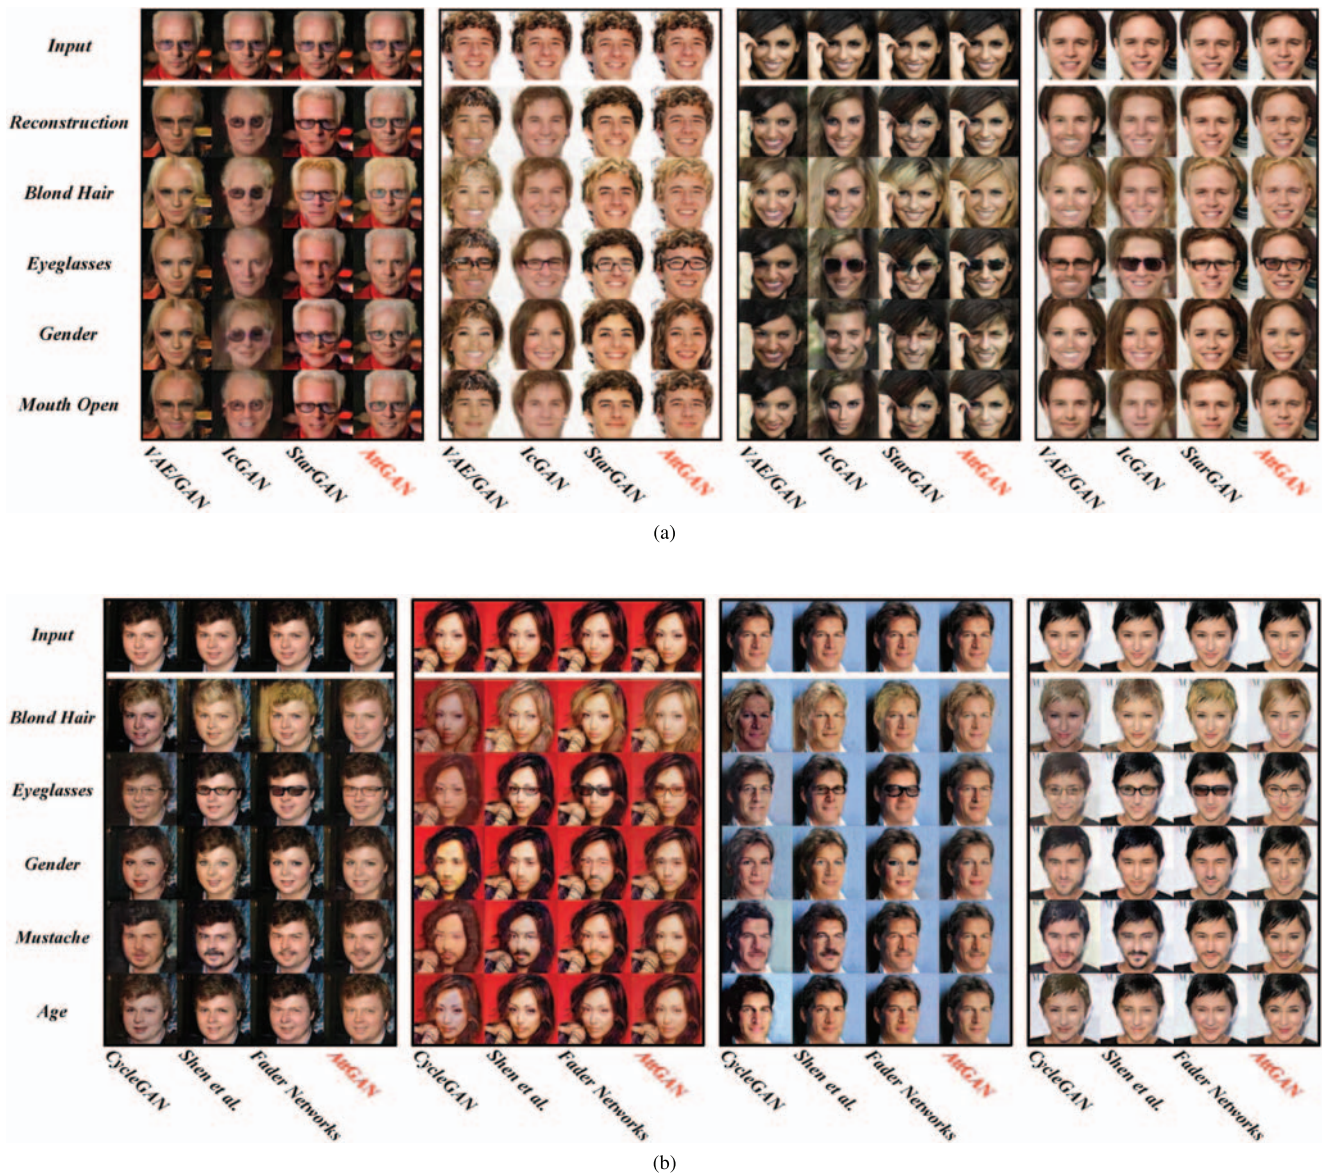 Input
Reconstruction
Blond Hair
Eyeglasses
Gender
Mouth Open
VAE/GAN IcGAN StarGAN AttGAN VAE/GAN IcGAN StarGAN AttGAN VAE/GAN IcGAN StarGAN AttGAN VAE/GAN IcGAN StarGAN AttGAN
(a)
Input
Blond Hair
Eyeglasses
Gender
Mustache
Age
CycleGAN Shen et al. Fader Networks AttGAN CycleGAN Shen et al. Fader Networks AttGAN CycleGAN Shen et al. Fader Networks AttGAN CycleGAN Shen et al. Fader Networks AttGAN
(b)